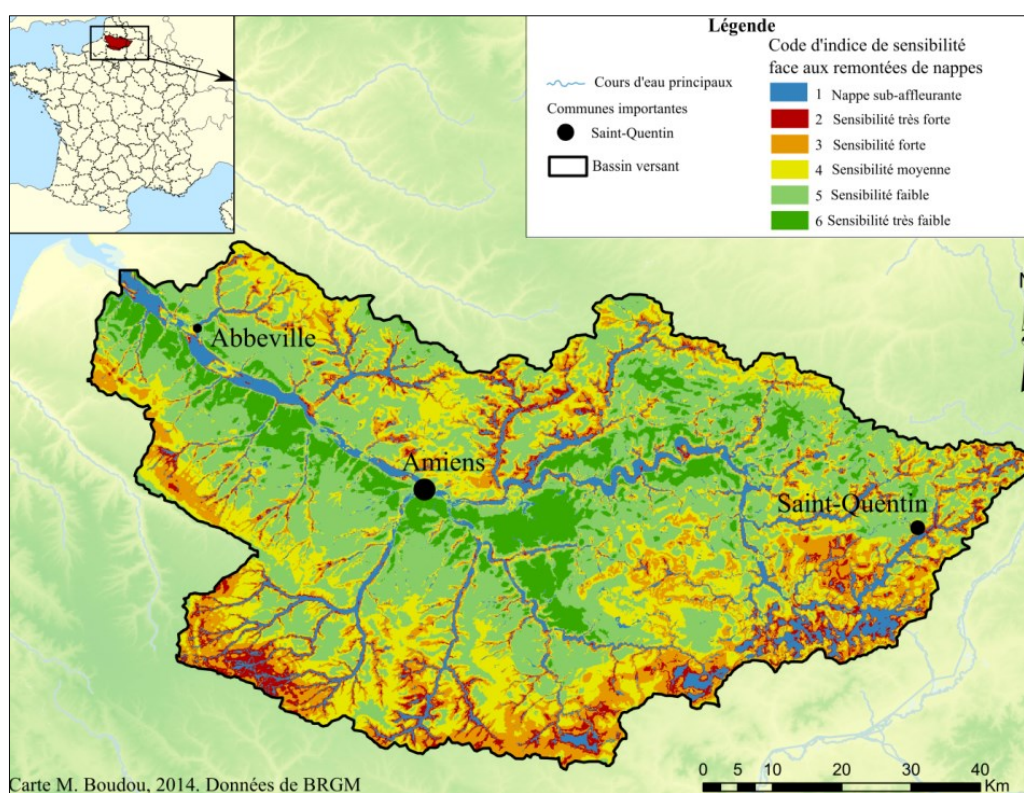 Légende
Cours d'eau principaux
Communes importantes
Saint-Quentin
Bassin versant
Code d'indice de sensibilité
face aux remontées de nappes
1 Nappe sub-affleurante
2 Sensibilité très forte
3 Sensibilité forte
4 Sensibilité moyenne
5 Sensibilité faible
6 Sensibilité très faible
Abbeville
Amiens
Saint-Quentin
Carte M. Boudou, 2014. Données de BRGM
0 5 10 20 30 40
Km